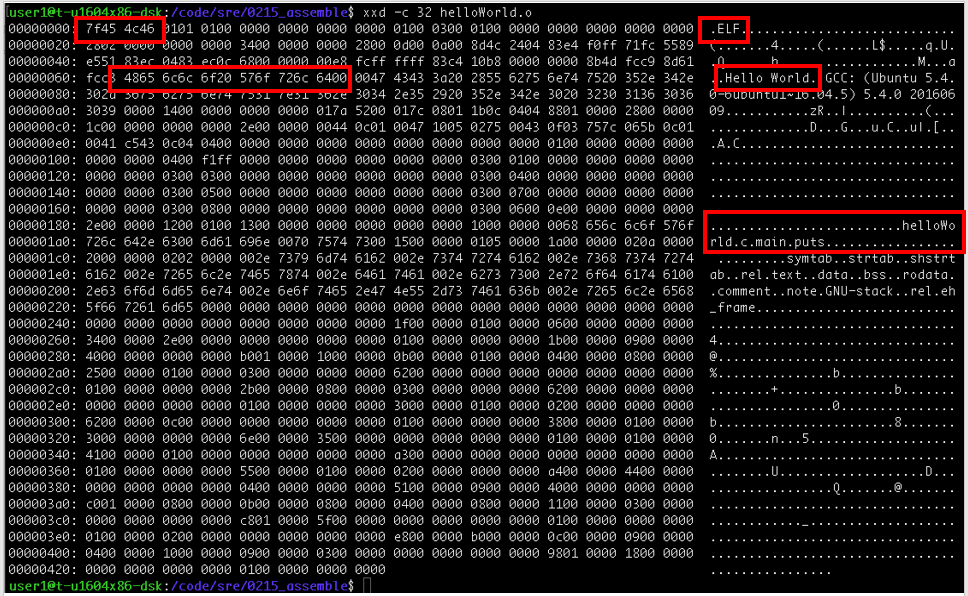 user1@t-u1604x86-dsk:/code/sre/0215_assemble$ xxd -c 32 helloWorld.o
00000000: 7f45 4c46 0101 0100 0000 0000 0000 0000 0100 0300 0100 0000 0000 0000 0000 0000 .ELF............................
00000020: 2802 0000 0000 0000 3400 0000 0000 2800 0d00 0a00 8d4c 2404 83e4 f0ff 71fc 5589 (.......4.....(......L$.....q.U.
00000040: e551 83ec 0483 ec0c 6800 0000 00e8 fcff ffff 83c4 10b8 0000 0000 8b4d fcc9 8d61 .Q......h................M...a
00000060: fcc3 4865 6c6c 6f20 576f 726c 6400 0047 4343 3a20 2855 6275 6e74 7520 352e 342e ..Hello World..GCC: (Ubuntu 5.4.
00000080: 302d 3675 6275 6e74 7531 7e31 362e 3034 2e35 2920 352e 342e 3020 3230 3136 3036 0-6ubuntu1~16.04.5) 5.4.0 201606
000000a0: 3039 0000 1400 0000 0000 0000 017a 5200 017c 0801 1b0c 0404 8801 0000 2800 0000 09...........zR..|...........(...
000000c0: 1c00 0000 0000 0000 2e00 0000 0044 0c01 0047 1005 0275 0043 0f03 757c 065b 0c01 .............D...G...u.C..u|.[..
000000e0: 0041 c543 0c04 0400 0000 0000 0000 0000 0000 0000 0000 0000 0100 0000 0000 0000 .A.C............................
00000100: 0000 0000 0400 f1ff 0000 0000 0000 0000 0000 0000 0300 0100 0000 0000 0000 0000 ................................
00000120: 0000 0000 0300 0300 0000 0000 0000 0000 0000 0000 0300 0400 0000 0000 0000 0000 ................................
00000140: 0000 0000 0300 0500 0000 0000 0000 0000 0000 0000 0300 0700 0000 0000 0000 0000 ................................
00000160: 0000 0000 0300 0800 0000 0000 0000 0000 0000 0000 0300 0600 0e00 0000 0000 0000 ................................
00000180: 2e00 0000 1200 0100 1300 0000 0000 0000 0000 0000 1000 0000 0068 656c 6c6f 576f .........................helloWo
000001a0: 726c 642e 6300 6d61 696e 0070 7574 7300 1500 0000 0105 0000 1a00 0000 020a 0000 rld.c.main.puts.................
000001c0: 2000 0000 0202 0000 002e 7379 6d74 6162 002e 7374 7274 6162 002e 7368 7374 7274 .........symtab..strtab..shstrt
000001e0: 6162 002e 7265 6c2e 7465 7874 002e 6461 7461 002e 6273 7300 2e72 6f64 6174 6100 ab..rel.text..data..bss..rodata.
00000200: 2e63 6f6d 6d65 6e74 002e 6e6f 7465 2e47 4e55 2d73 7461 636b 002e 7265 6c2e 6568 .comment..note.GNU-stack..rel.eh
00000220: 5f66 7261 6d65 0000 0000 0000 0000 0000 0000 0000 0000 0000 0000 0000 0000 0000 _frame..........................
00000240: 0000 0000 0000 0000 0000 0000 0000 0000 1f00 0000 0100 0000 0600 0000 0000 0000 ................................
00000260: 3400 0000 2e00 0000 0000 0000 0000 0000 0100 0000 0000 0000 1b00 0000 0900 0000 4...............................
00000280: 4000 0000 0000 0000 b001 0000 1000 0000 0b00 0000 0100 0000 0400 0000 0800 0000 @...............................
000002a0: 2500 0000 0100 0000 0300 0000 0000 0000 6200 0000 0000 0000 0000 0000 0000 0000 %...............b...............
000002c0: 0100 0000 0000 0000 2b00 0000 0800 0000 0300 0000 0000 0000 6200 0000 0000 0000 ........+...............b.......
000002e0: 0000 0000 0000 0000 0100 0000 0000 0000 3000 0000 0100 0000 0200 0000 0000 0000 ................0...............
00000300: 6200 0000 0c00 0000 0000 0000 0000 0000 0100 0000 0000 0000 3800 0000 0100 0000 b.......................8.......
00000320: 3000 0000 0000 0000 6e00 0000 3500 0000 0000 0000 0000 0000 0100 0000 0100 0000 0.......n...5...................
00000340: 4100 0000 0100 0000 0000 0000 0000 0000 a300 0000 0000 0000 0000 0000 0000 0000 A...............................
00000360: 0100 0000 0000 0000 5500 0000 0100 0000 0200 0000 0000 0000 a400 0000 4400 0000 ........U...................D...
00000380: 0000 0000 0000 0000 0400 0000 0000 0000 5100 0000 0900 0000 4000 0000 0000 0000 ................Q.......@.......
000003a0: c001 0000 0800 0000 0b00 0000 0800 0000 0400 0000 0800 0000 1100 0000 0300 0000 ................................
000003c0: 0000 0000 0000 0000 c801 0000 5f00 0000 0000 0000 0000 0000 0100 0000 0000 0000 ............_...................
000003e0: 0100 0000 0200 0000 0000 0000 0000 0000 e800 0000 b000 0000 0c00 0000 0900 0000 ................................
00000400: 0400 0000 1000 0000 0900 0000 0300 0000 0000 0000 0000 0000 9801 0000 1800 0000 ................................
00000420: 0000 0000 0000 0000 0100 0000 0000 0000 ................
user1@t-u1604x86-dsk:/code/sre/0215_assemble$